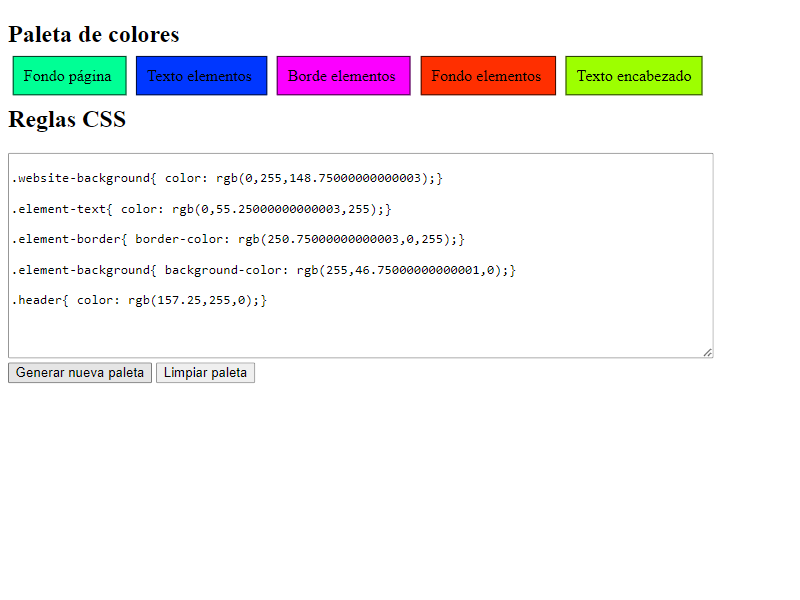 Paleta de colores
Fondo página Texto elementos Borde elementos Fondo elementos Texto encabezado
Reglas CSS
.website-background{ color: rgb(0,255,148.75000000000003);}
.element-text{ color: rgb(0,55.25000000000003,255);}
.element-border{ border-color: rgb(250.75000000000003,0,255);}
.element-background{ background-color: rgb(255,46.75000000000001,0);}
.header{ color: rgb(157.25,255,0);}
Generar nueva paleta Limpiar paleta